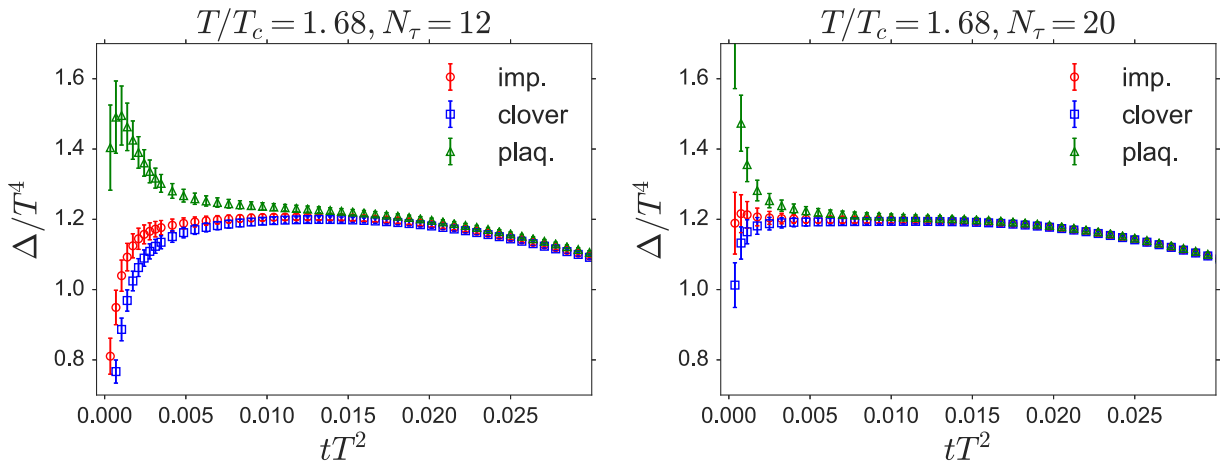 T/T_c = 1.68, N_τ = 12
imp.
clover
plaq.
1.6
1.4
1.2
1.0
0.8
Δ/T^4
0.000 0.005 0.010 0.015 0.020 0.025
tT^2
T/T_c = 1.68, N_τ = 20
imp.
clover
plaq.
1.6
1.4
1.2
1.0
0.8
Δ/T^4
0.000 0.005 0.010 0.015 0.020 0.025
tT^2